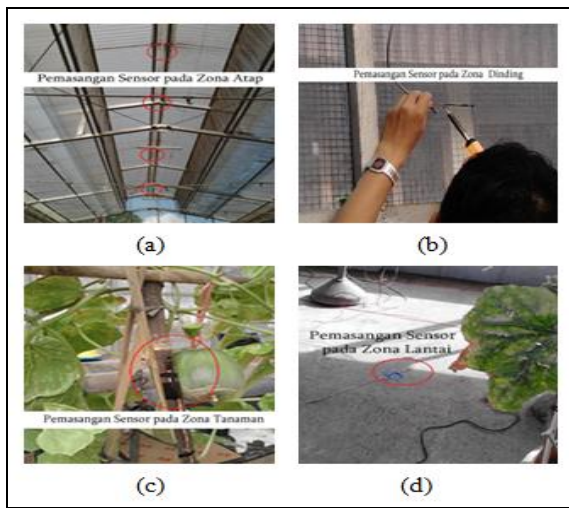 Pemasangan Sensor pada Zona Atap
Pemasangan Sensor pada Zona Dinding
(a)
(b)
Pemasangan Sensor
pada Zona Lantai
Pemasangan Sensor pada Zona Tanaman
(c)
(d)